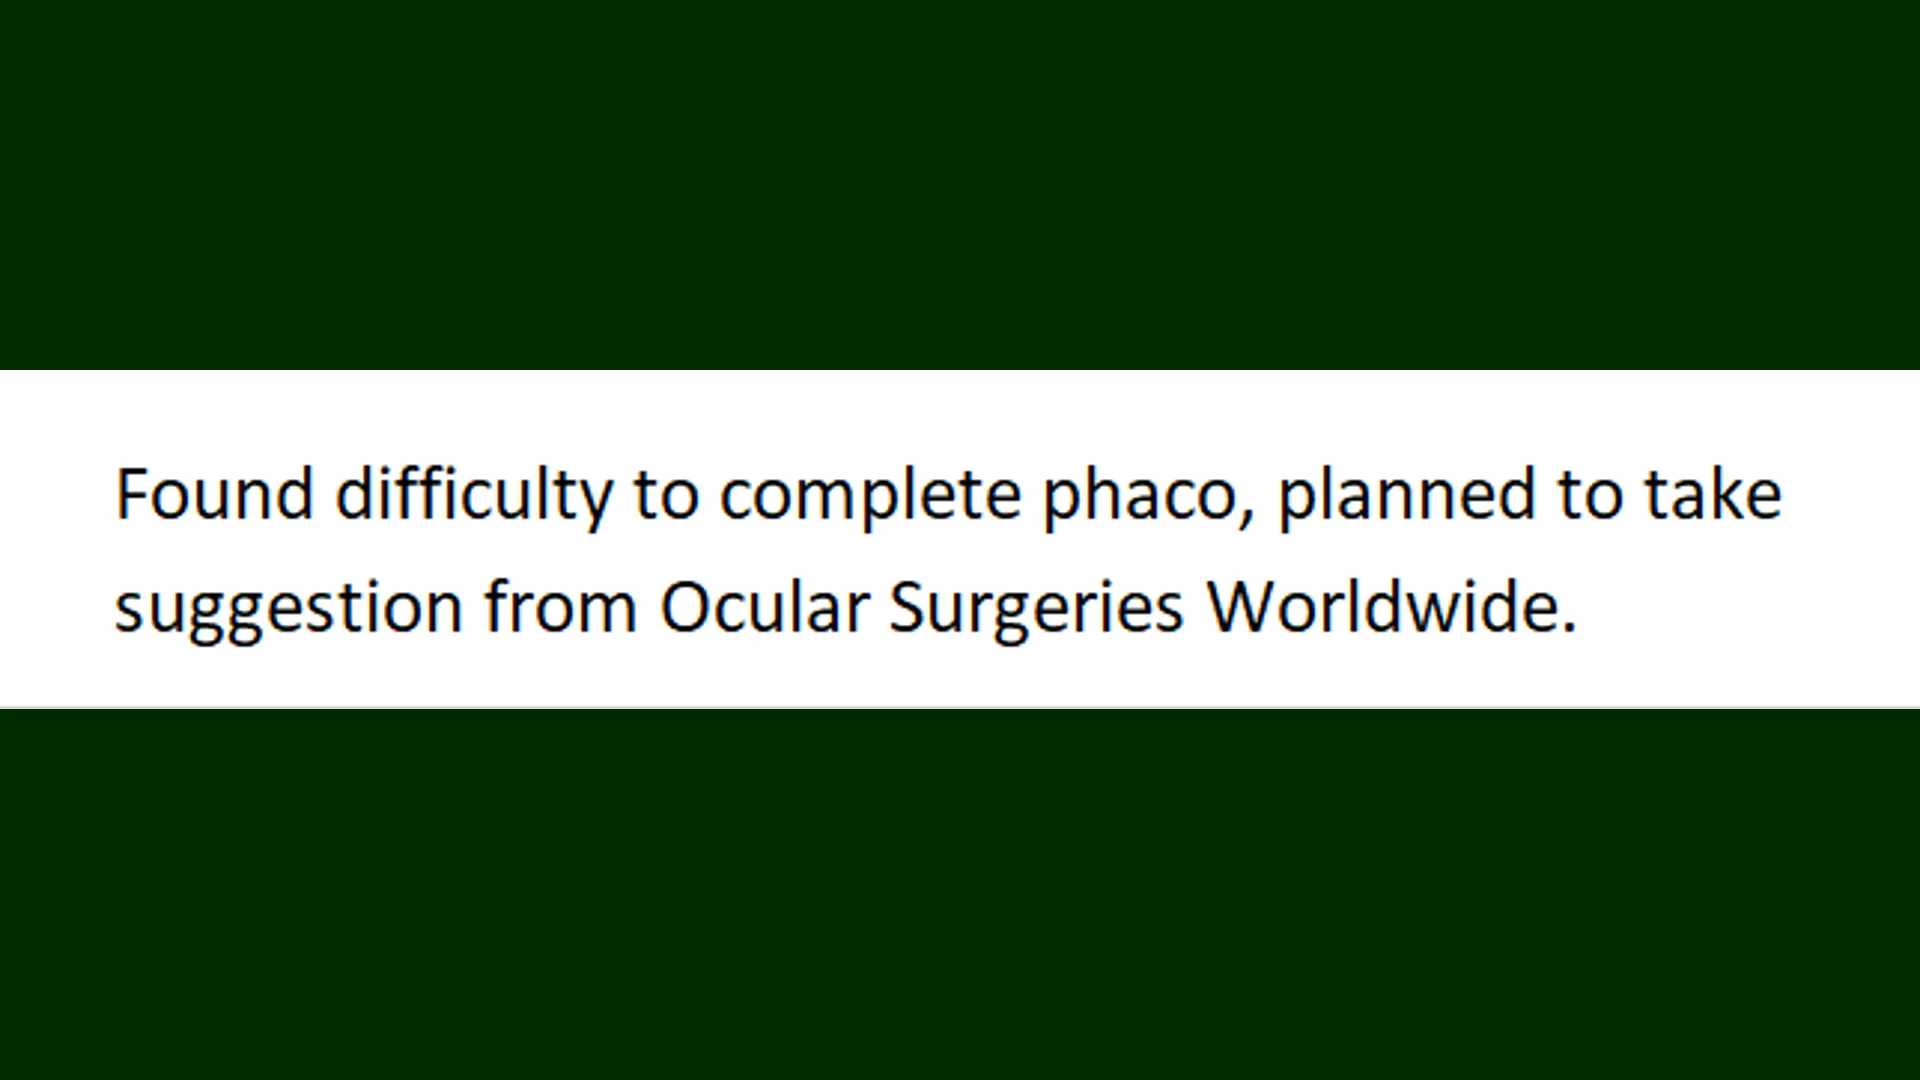 Found difficulty to complete phaco, planned to take
suggestion from Ocular Surgeries Worldwide.